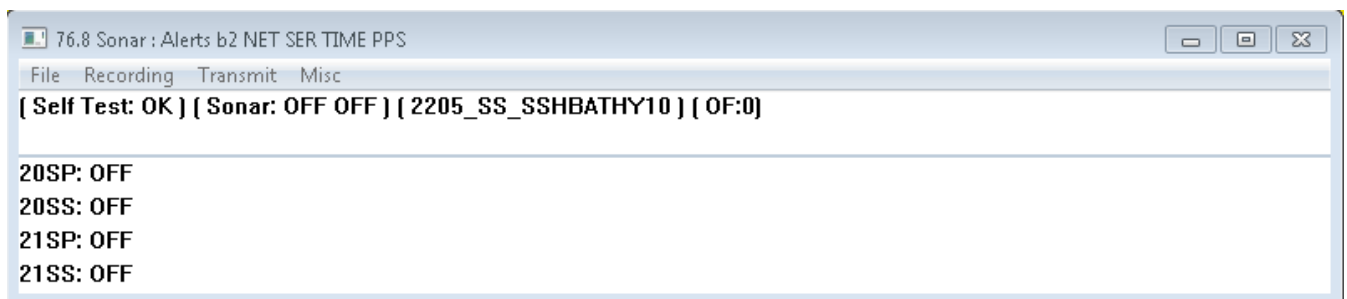 76.8 Sonar : Alerts b2 NET SER TIME PPS
File Recording Transmit Misc
( Self Test: OK ) ( Sonar: OFF OFF ) ( 2205_SS_SSHBATHY10 ) ( OF:0)
20SP: OFF
20SS: OFF
21SP: OFF
21SS: OFF